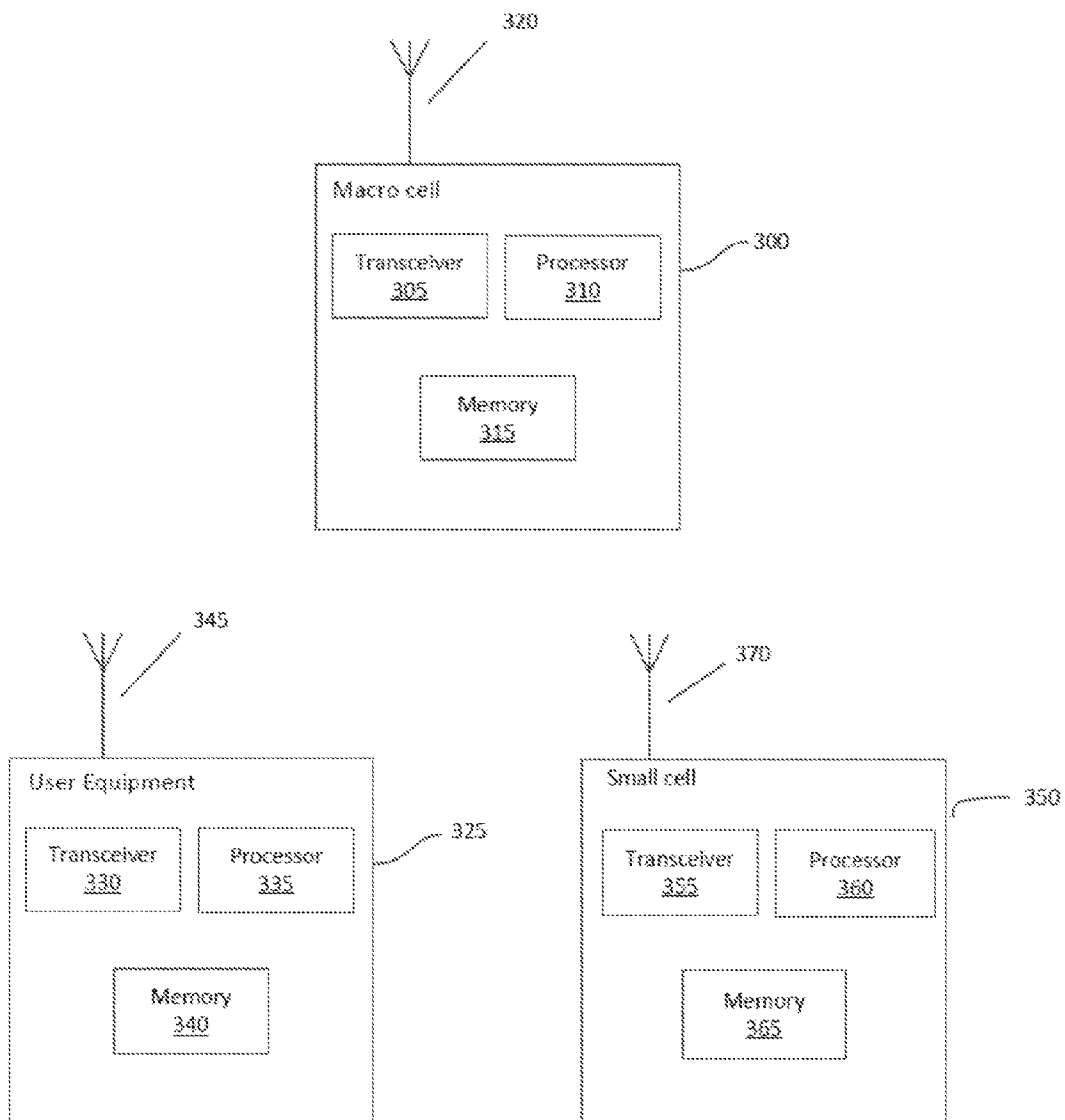 320
Macro cell
Transceiver
305
Processor
310
300
Memory
315
345
370
User Equipment
Small cell
350
325
Transceiver
330
Processor
335
Transceiver
355
Processor
360
Memory
340
Memory
365